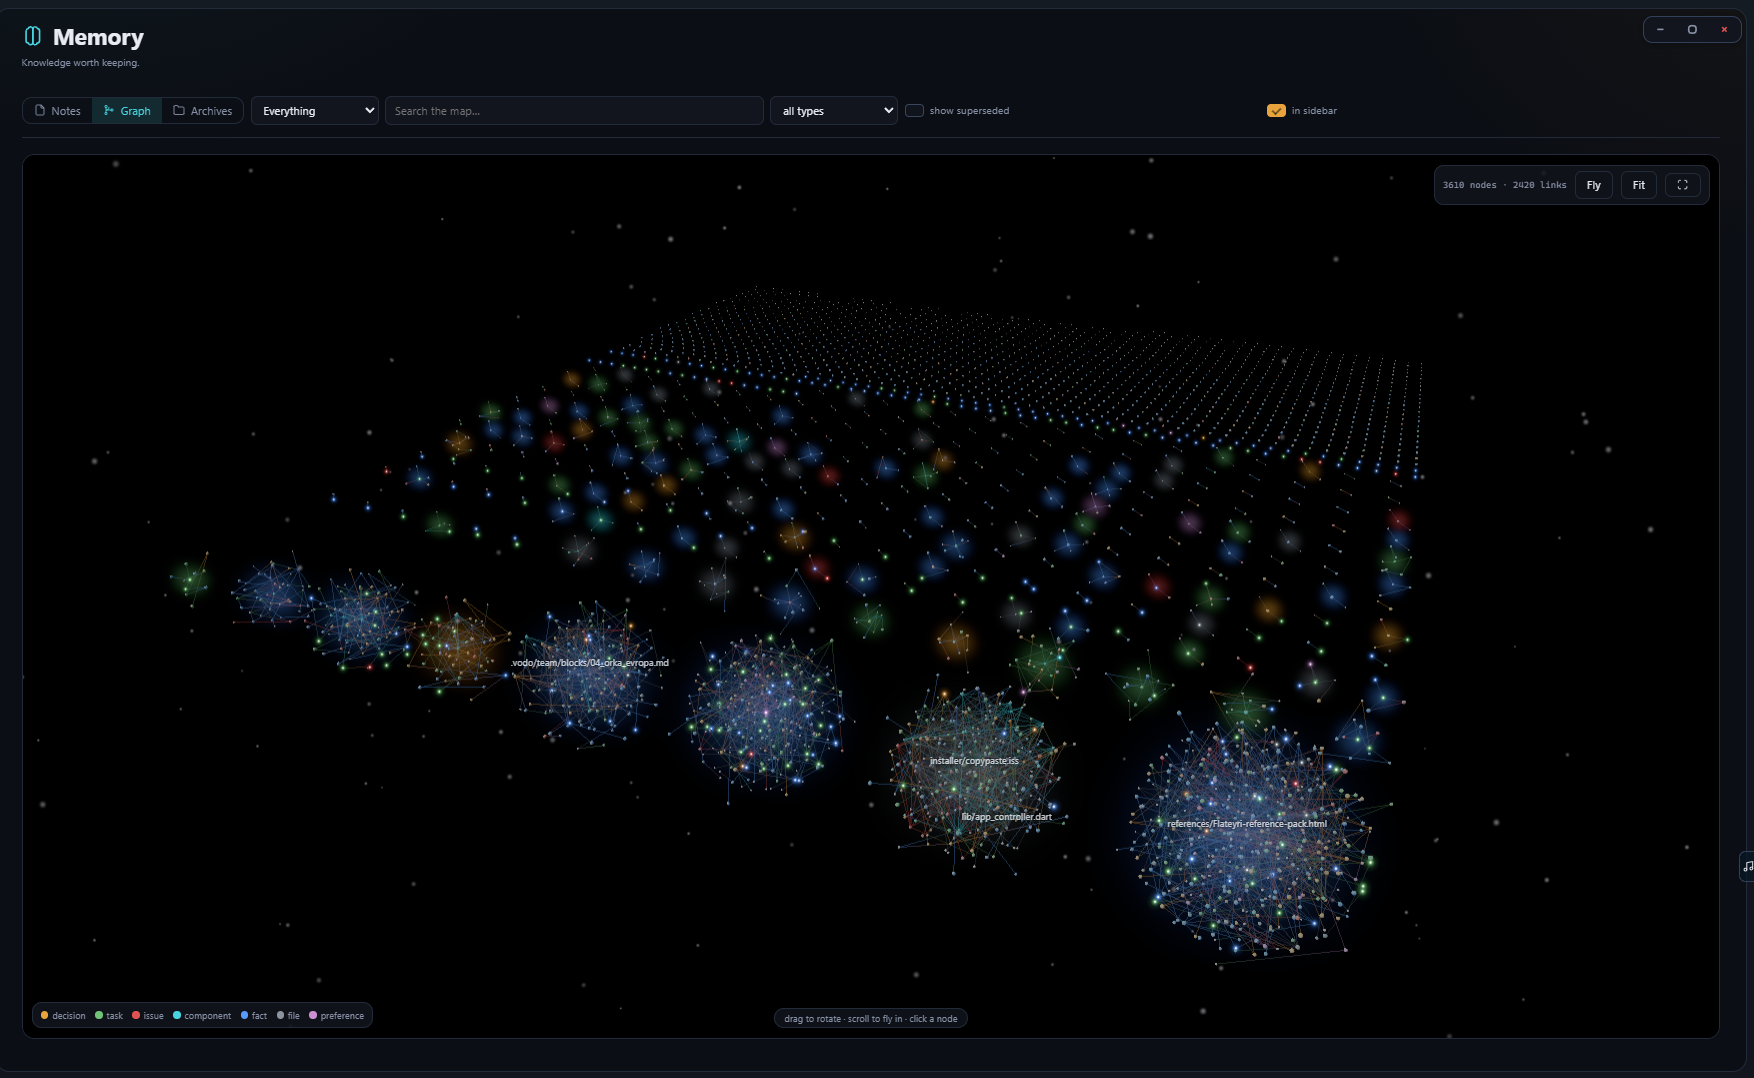 Memory
Knowledge worth keeping.
Notes
Graph
Archives
Everything
Search the map...
all types
show superseded
in sidebar
3610 nodes · 2420 links
Fly
Fit
.vodo/team/blocks/04-orka_evropa.md
installer/copypaste.iss
lib/app_controller.dart
references/Flateyri-reference-pack.html
decision
task
issue
component
fact
file
preference
drag to rotate · scroll to fly in · click a node